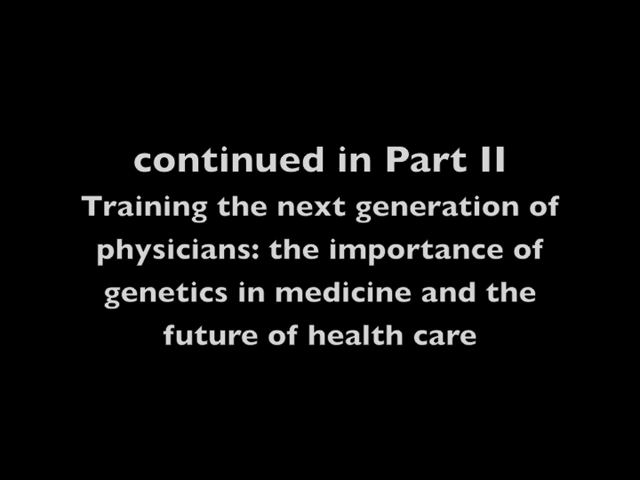 continued in Part II
Training the next generation of
physicians: the importance of
genetics in medicine and the
future of health care